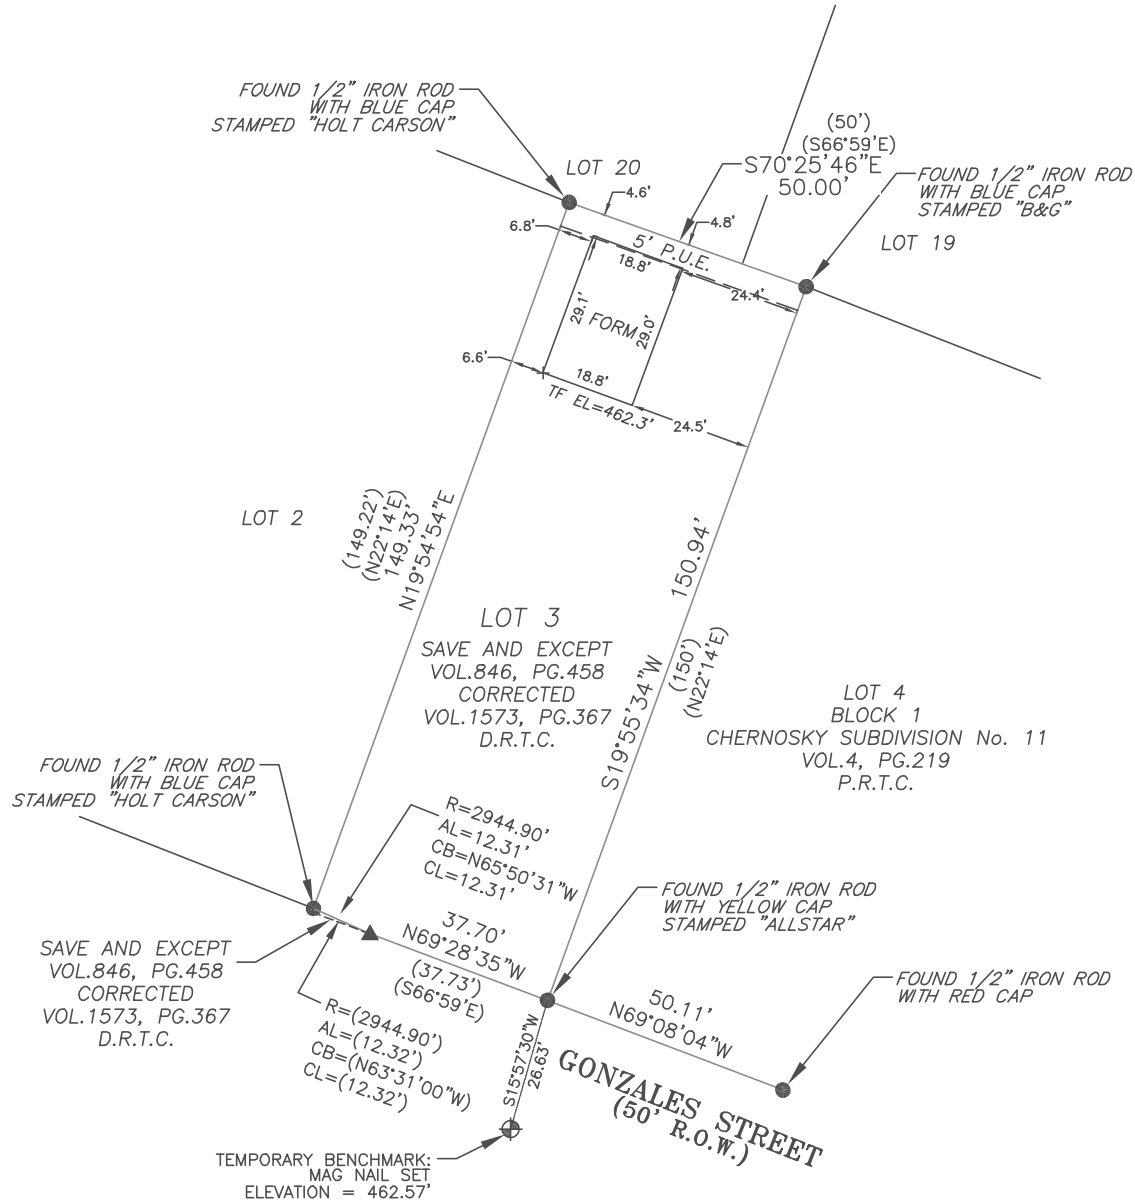 FOUND 1/2" IRON ROD
WITH BLUE CAP
STAMPED "HOLT CARSON"
LOT 20
(50')
(S66°59'E)
S70°25'46"E
50.00'
FOUND 1/2" IRON ROD
WITH BLUE CAP
STAMPED "B&G"
LOT 19
4.6'
4.8'
6.8'
5' P.U.E.
18.8'
24.4'
29.1'
FORM
29.0'
6.6'
18.8'
TF EL=462.3'
24.5'
LOT 2
(149.22')
(N22°14'E)
149.33'
N19°54'54"E
150.94'
S19°55'34"W
(150')
(N22°14'E)
LOT 3
SAVE AND EXCEPT
VOL.846, PG.458
CORRECTED
VOL.1573, PG.367
D.R.T.C.
LOT 4
BLOCK 1
CHERNOSKY SUBDIVISION No. 11
VOL.4, PG.219
P.R.T.C.
FOUND 1/2" IRON ROD
WITH BLUE CAP
STAMPED "HOLT CARSON"
R=2944.90'
AL=12.31'
CB=N65°50'31"W
CL=12.31'
FOUND 1/2" IRON ROD
WITH YELLOW CAP
STAMPED "ALLSTAR"
37.70'
N69°28'35"W
(37.73')
(S66°59'E)
SAVE AND EXCEPT
VOL.846, PG.458
CORRECTED
VOL.1573, PG.367
D.R.T.C.
FOUND 1/2" IRON ROD
WITH RED CAP
R=(2944.90')
AL=(12.32')
CB=(N63°31'00"W)
CL=(12.32')
50.11'
N69°08'04"W
S15°57'30"W
26.63'
GONZALES STREET
(50' R.O.W.)
TEMPORARY BENCHMARK:
MAG NAIL SET
ELEVATION = 462.57'